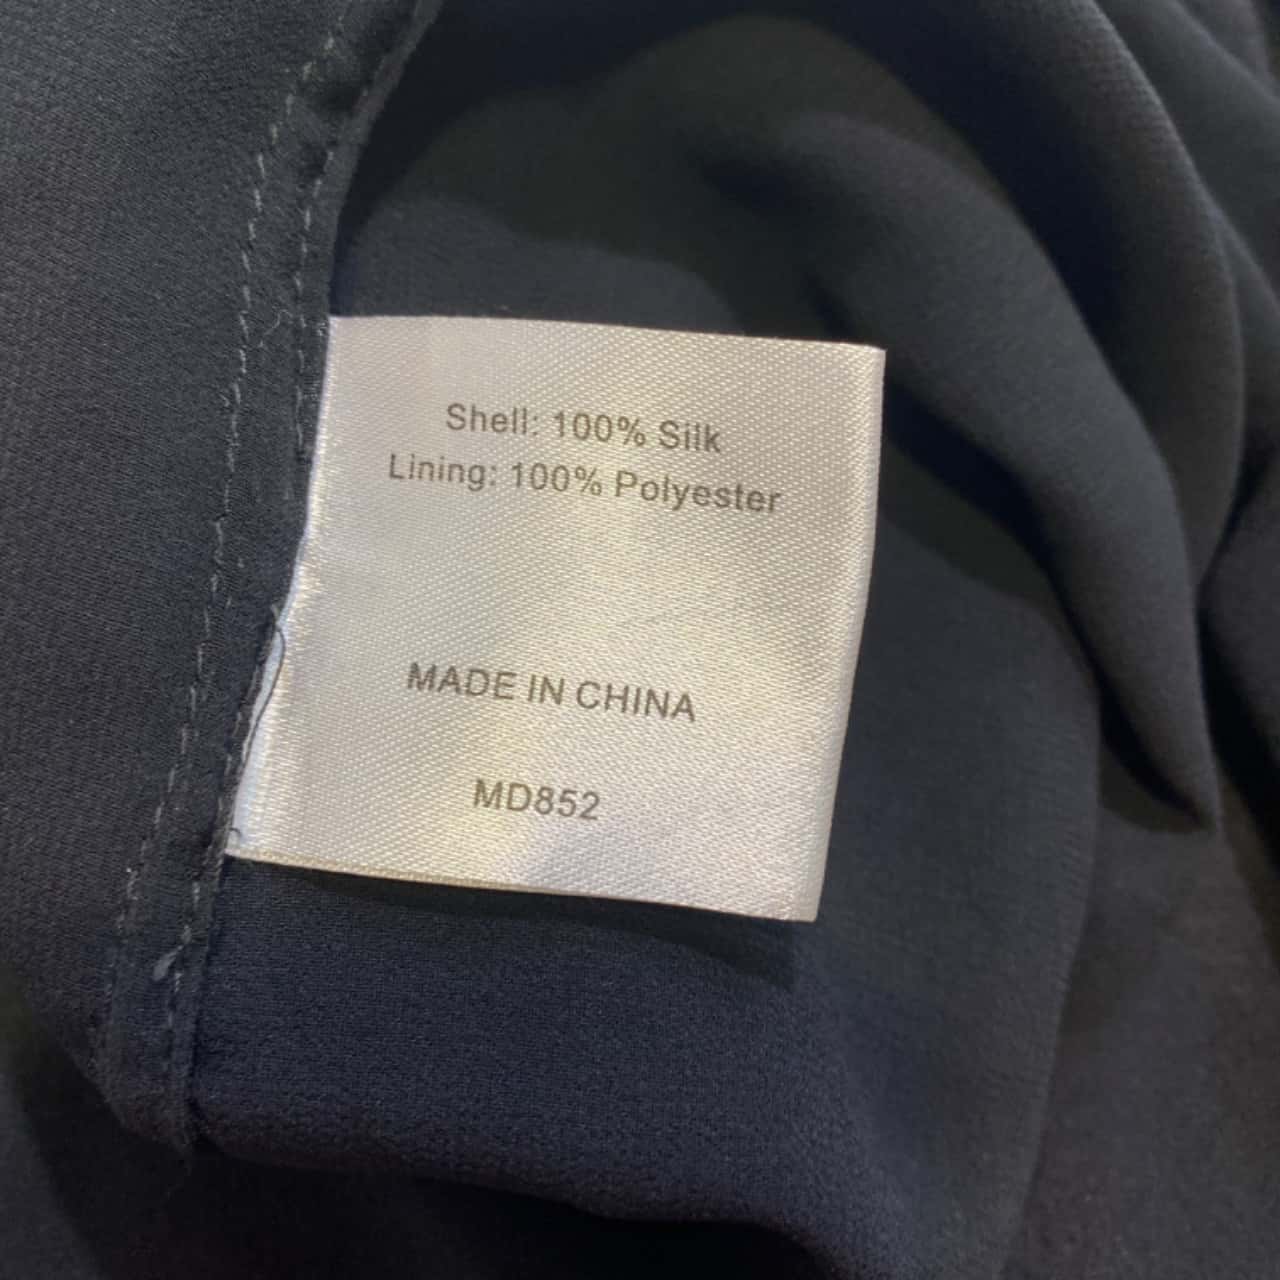 Shell: 100% Silk
Lining: 100% Polyester
MADE IN CHINA
MD852